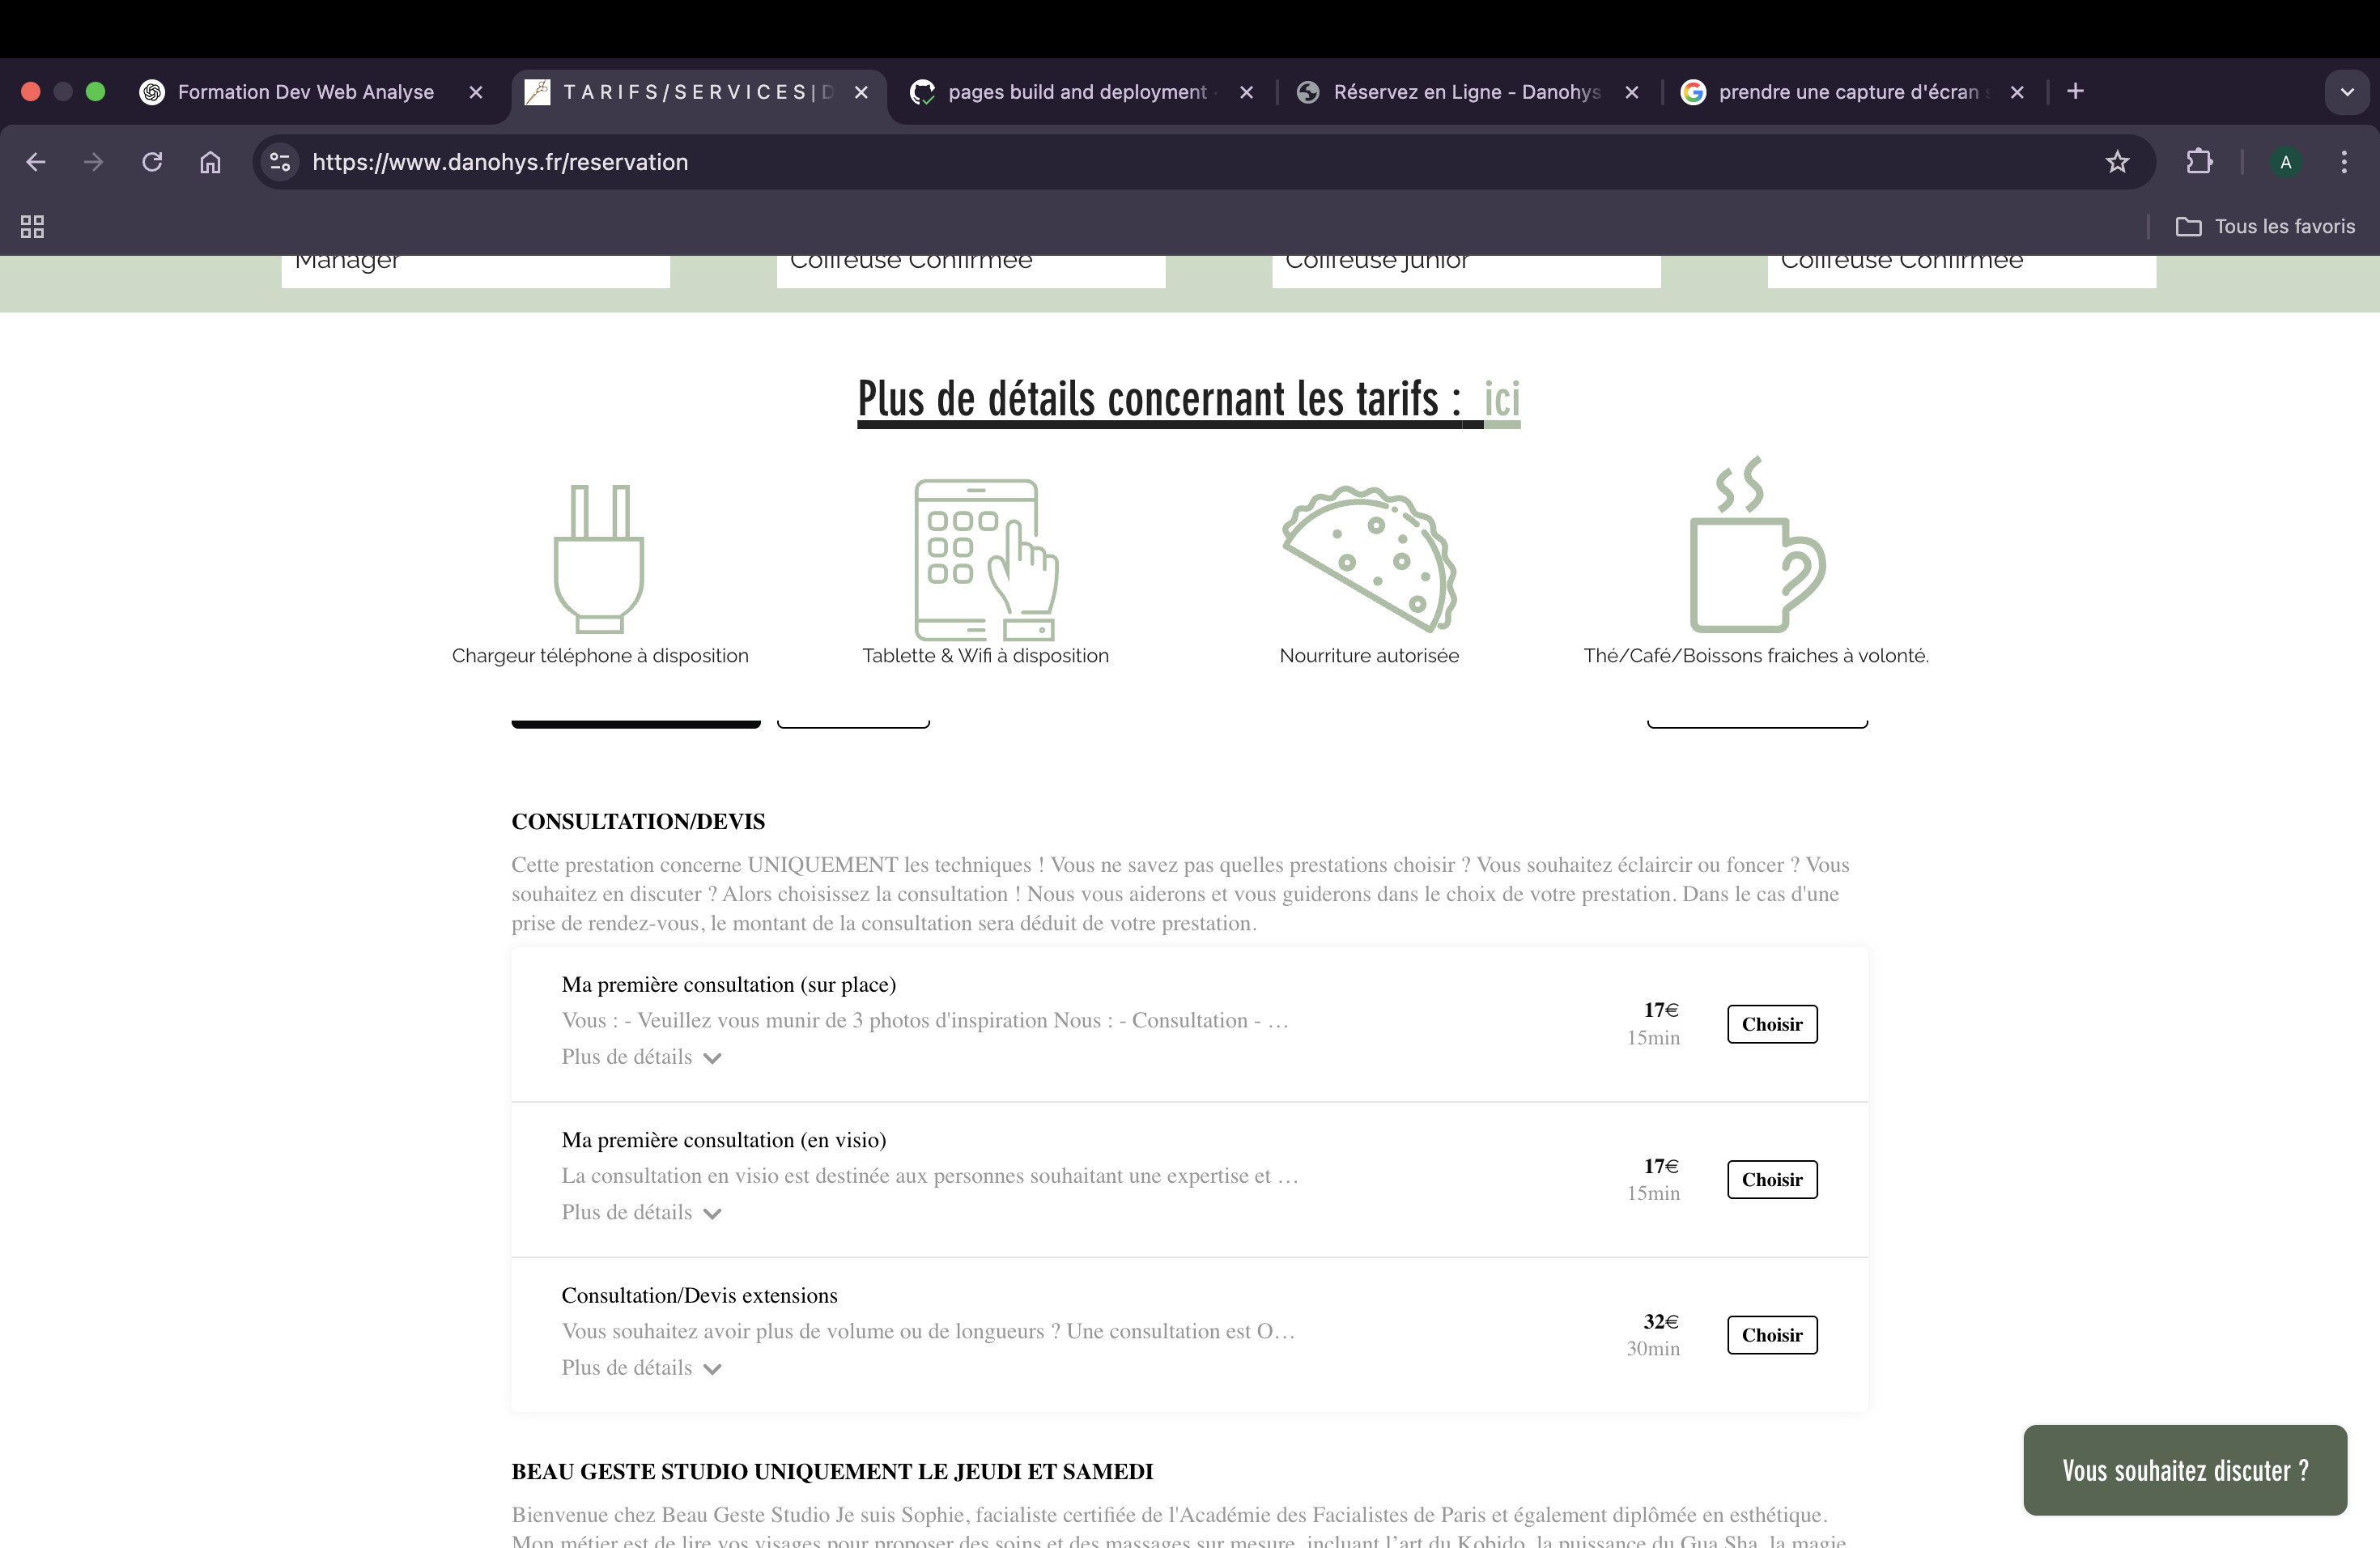 Formation Dev Web Analyse
T A R I F S / S E R V I C E S | D
pages build and deployment ·
Réservez en Ligne - Danohys
prendre une capture d'écran s
https://www.danohys.fr/reservation
A
Tous les favoris
Manager
Coiffeuse Confirmée
Coiffeuse Junior
Coiffeuse Confirmée
Plus de détails concernant les tarifs : ici
Chargeur téléphone à disposition
Tablette & Wifi à disposition
Nourriture autorisée
Thé/Café/Boissons fraiches à volonté.
CONSULTATION/DEVIS
Cette prestation concerne UNIQUEMENT les techniques ! Vous ne savez pas quelles prestations choisir ? Vous souhaitez éclaircir ou foncer ? Vous
souhaitez en discuter ? Alors choisissez la consultation ! Nous vous aiderons et vous guiderons dans le choix de votre prestation. Dans le cas d'une
prise de rendez-vous, le montant de la consultation sera déduit de votre prestation.
Ma première consultation (sur place)
Vous : - Veuillez vous munir de 3 photos d'inspiration Nous : - Consultation - …
Plus de détails
17€
15min
Choisir
Ma première consultation (en visio)
La consultation en visio est destinée aux personnes souhaitant une expertise et …
Plus de détails
17€
15min
Choisir
Consultation/Devis extensions
Vous souhaitez avoir plus de volume ou de longueurs ? Une consultation est O…
Plus de détails
32€
30min
Choisir
BEAU GESTE STUDIO UNIQUEMENT LE JEUDI ET SAMEDI
Bienvenue chez Beau Geste Studio Je suis Sophie, facialiste certifiée de l'Académie des Facialistes de Paris et également diplômée en esthétique.
Mon métier est de lire vos visages pour proposer des soins et des massages sur mesure, incluant l'art du Kobido, la puissance du Gua Sha, la magie
Vous souhaitez discuter ?